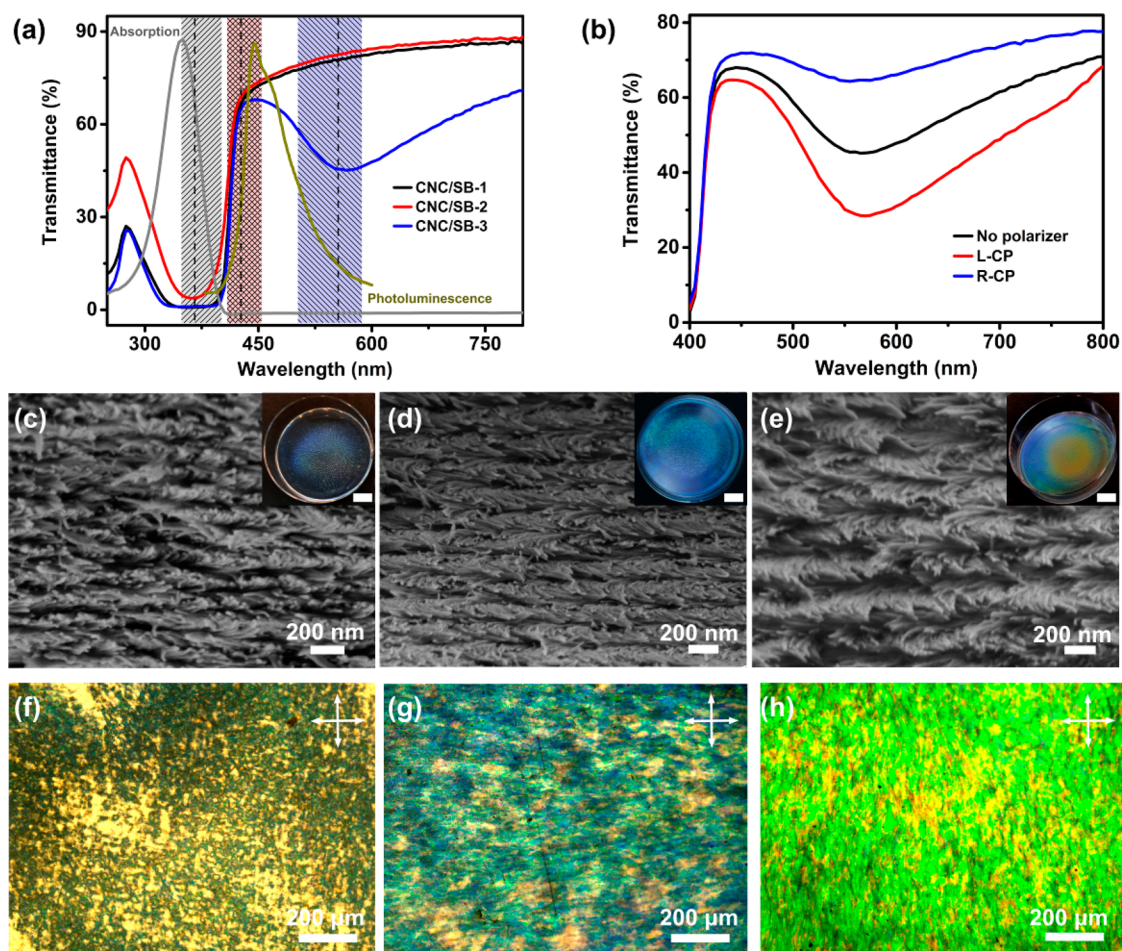 (a)
Absorption
90
60
30
0
Transmittance (%)
CNC/SB-1
CNC/SB-2
CNC/SB-3
Photoluminescence
300
450
600
750
Wavelength (nm)
(b)
80
60
40
20
0
Transmittance (%)
No polarizer
L-CP
R-CP
400
500
600
700
800
Wavelength (nm)
(c)
200 nm
(d)
200 nm
(e)
200 nm
(f)
200 µm
(g)
200 µm
(h)
200 µm